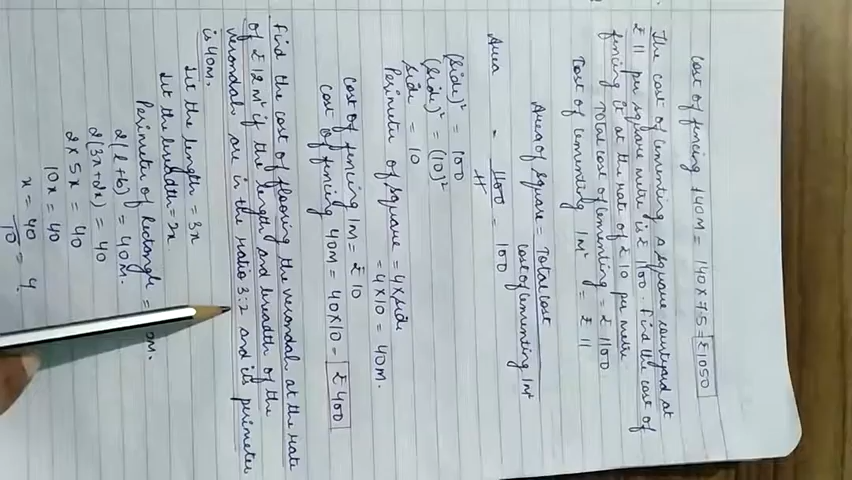 Cost of fencing 140M = 140 × 7.5 = ₹1050
The cost of cementing a square courtyard at
₹ 11 per square metre is ₹ 1100. Find the cost of
fencing it at the rate of ₹ 10 per metre
Total cost of cementing = ₹ 1100
Cost of cementing 1M² = ₹ 11
Area of square = Total cost
cost of cementing 1M²
Area = 1100 = 100
11
(side)² = 100
(side)² = (10)²
side = 10
Perimeter of square = 4×side
= 4×10 = 40M.
Cost of fencing 1M = ₹ 10
Cost of fencing 40M = 40×10 = ₹ 400
Find the cost of flooring the verandah at the rate
of ₹ 12 M² if the length and breadth of the
verandah are in the ratio 3:2 and its perimeter
is 40M.
Let the length = 3x
Let the breadth = 2x
Perimeter of Rectangle = 0M.
2(l+b) = 40M.
2(3x+2x) = 40
2 × 5x = 40
10x = 40
x = 40 = 4.
10